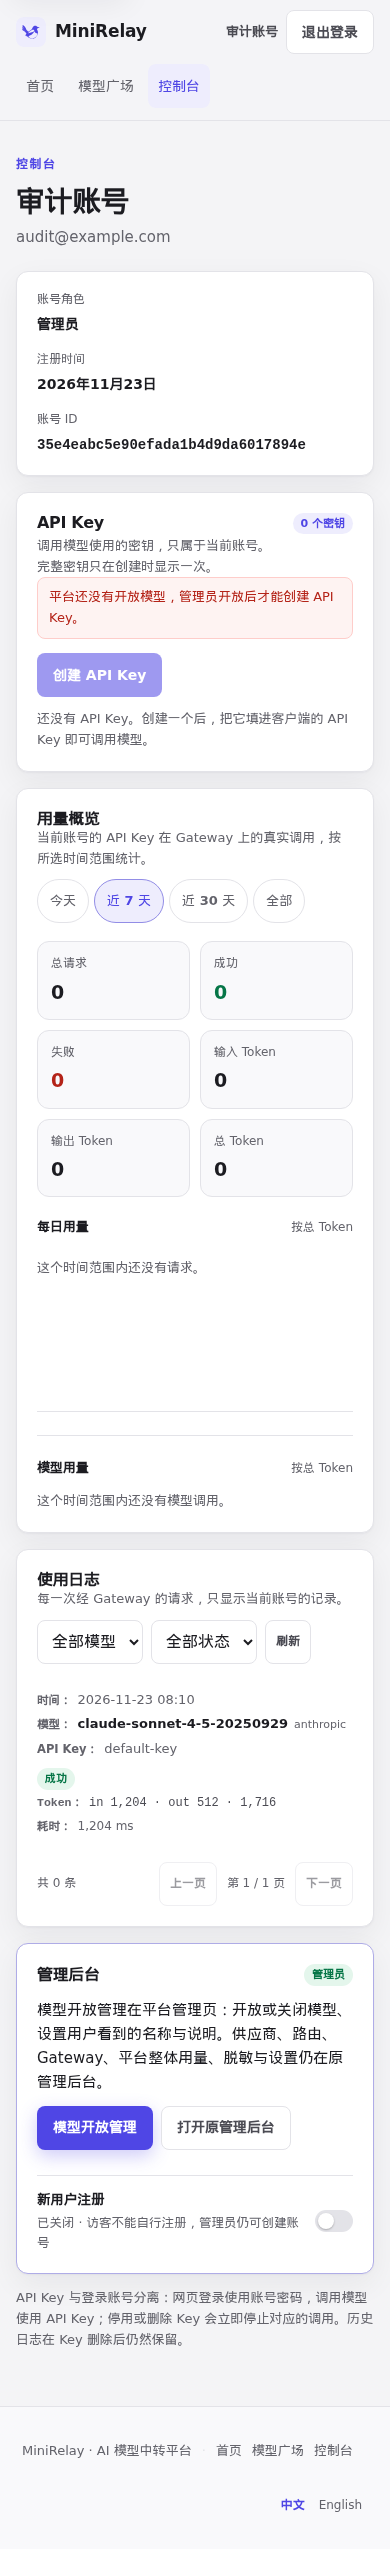 MiniRelay
审计账号
退出登录
首页
模型广场
控制台
控制台
审计账号
audit@example.com
账号角色
管理员
注册时间
2026年11月23日
账号 ID
35e4eabc5e90efada1b4d9da6017894e
API Key
0 个密钥
调用模型使用的密钥，只属于当前账号。
完整密钥只在创建时显示一次。
平台还没有开放模型，管理员开放后才能创建 API
Key。
创建 API Key
还没有 API Key。创建一个后，把它填进客户端的 API
Key 即可调用模型。
用量概览
当前账号的 API Key 在 Gateway 上的真实调用，按
所选时间范围统计。
今天
近 7 天
近 30 天
全部
总请求
0
成功
0
失败
0
输入 Token
0
输出 Token
0
总 Token
0
每日用量
按总 Token
这个时间范围内还没有请求。
模型用量
按总 Token
这个时间范围内还没有模型调用。
使用日志
每一次经 Gateway 的请求，只显示当前账号的记录。
全部模型
全部状态
刷新
时间： 2026-11-23 08:10
模型： claude-sonnet-4-5-20250929 anthropic
API Key： default-key
成功
Token： in 1,204 · out 512 · 1,716
耗时： 1,204 ms
共 0 条
上一页
第 1 / 1 页
下一页
管理后台
管理员
模型开放管理在平台管理页：开放或关闭模型、
设置用户看到的名称与说明。供应商、路由、
Gateway、平台整体用量、脱敏与设置仍在原
管理后台。
模型开放管理
打开原管理后台
新用户注册
已关闭 · 访客不能自行注册，管理员仍可创建账
号
API Key 与登录账号分离：网页登录使用账号密码，调用模型
使用 API Key；停用或删除 Key 会立即停止对应的调用。历史
日志在 Key 删除后仍然保留。
MiniRelay · AI 模型中转平台 · 首页 模型广场 控制台
中文
English